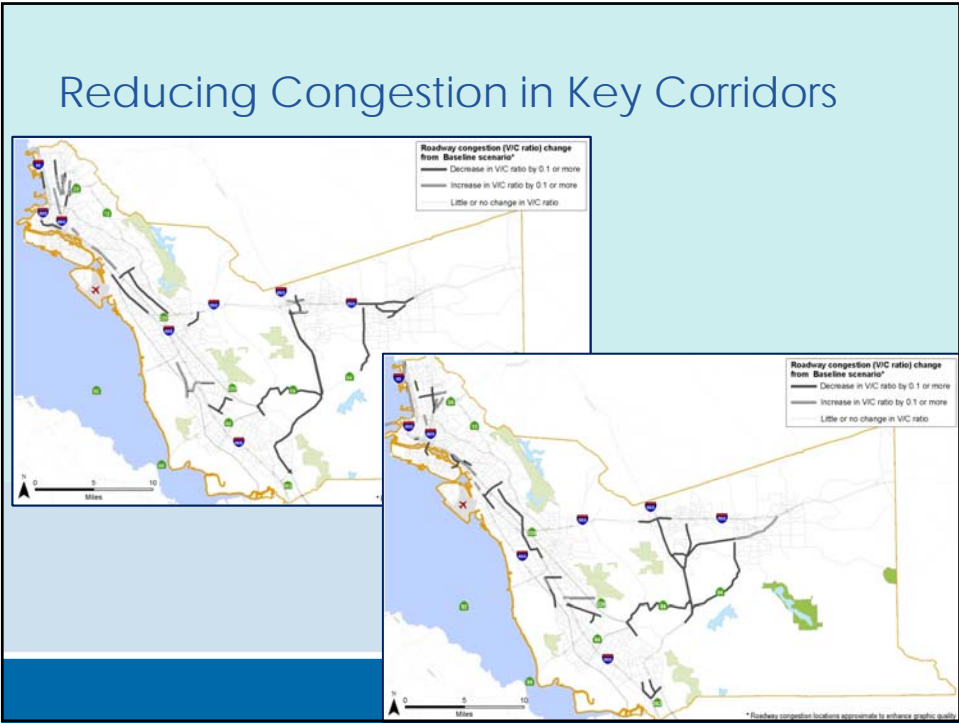 Reducing Congestion in Key Corridors
Roadway congestion (V/C ratio) change
from Baseline scenario*
Decrease in V/C ratio by 0.1 or more
Increase in V/C ratio by 0.1 or more
Little or no change in V/C ratio
N
0 5 10
Miles
*
Roadway congestion (V/C ratio) change
from Baseline scenario*
Decrease in V/C ratio by 0.1 or more
Increase in V/C ratio by 0.1 or more
Little or no change in V/C ratio
N
0 5 10
Miles
* Roadway congestion locations approximate to enhance graphic quality